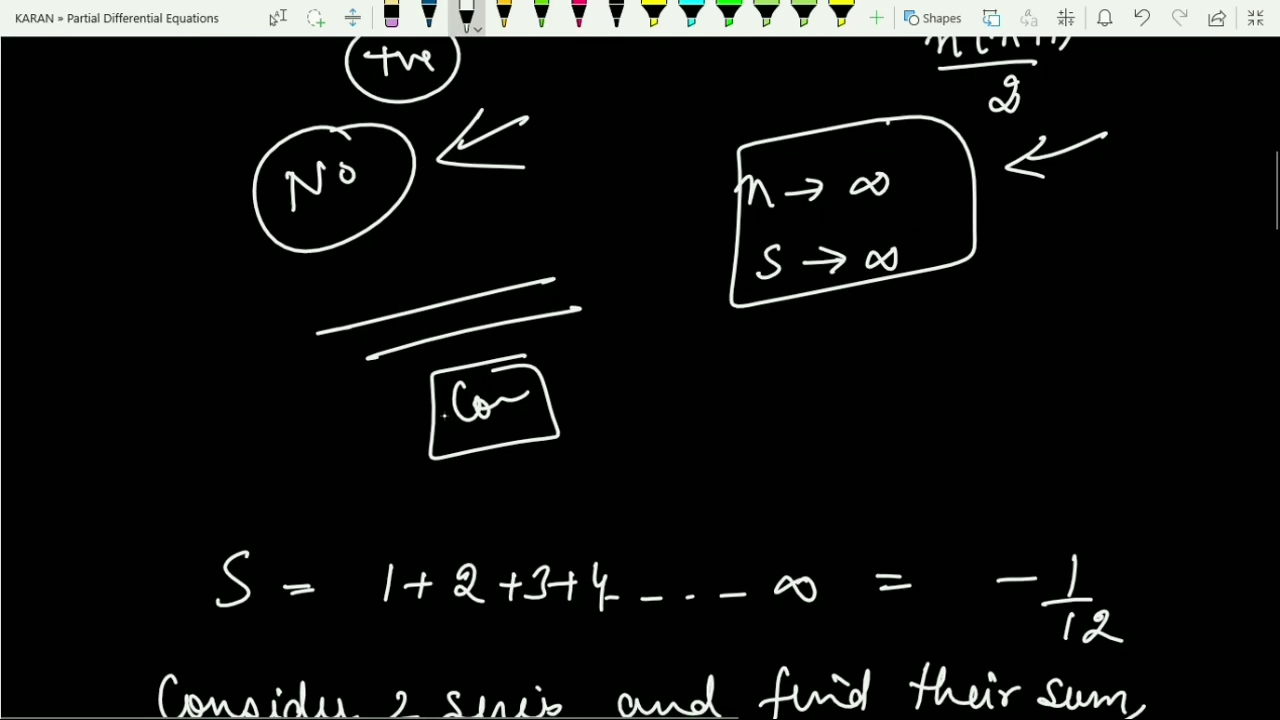 KARAN » Partial Differential Equations
Shapes
+ve
2
No
n → ∞
S → ∞
Con
S = 1+2+3+4- - . . - ∞ = - 1/12
Consider 2 series and find their sum,